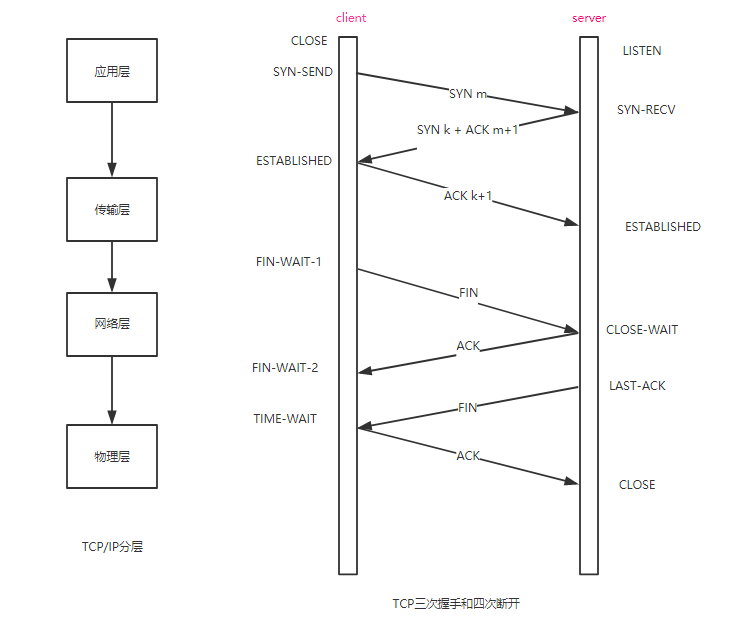 client
server
CLOSE
LISTEN
应用层
SYN-SEND
SYN m
SYN-RECV
SYN k + ACK m+1
ESTABLISHED
ACK k+1
传输层
ESTABLISHED
FIN-WAIT-1
FIN
网络层
CLOSE-WAIT
ACK
FIN-WAIT-2
LAST-ACK
FIN
TIME-WAIT
ACK
物理层
CLOSE
TCP/IP分层
TCP三次握手和四次断开